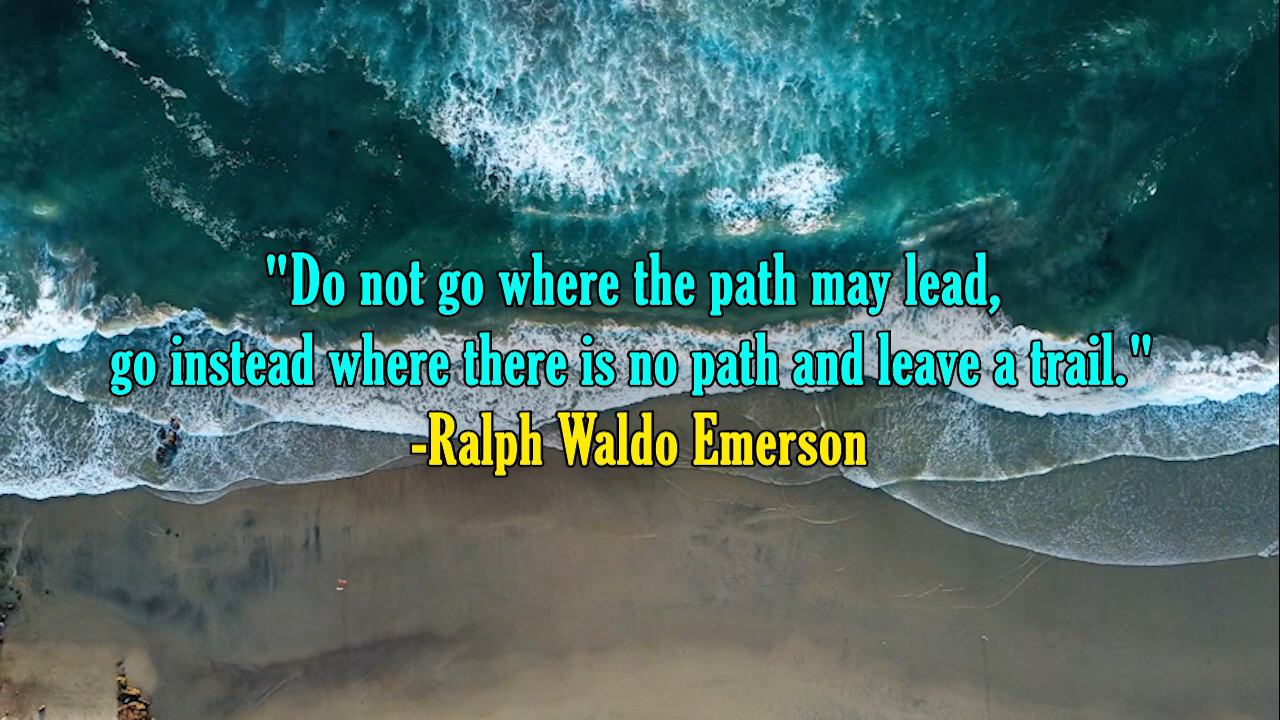 "Do not go where the path may lead,
go instead where there is no path and leave a trail."
-Ralph Waldo Emerson